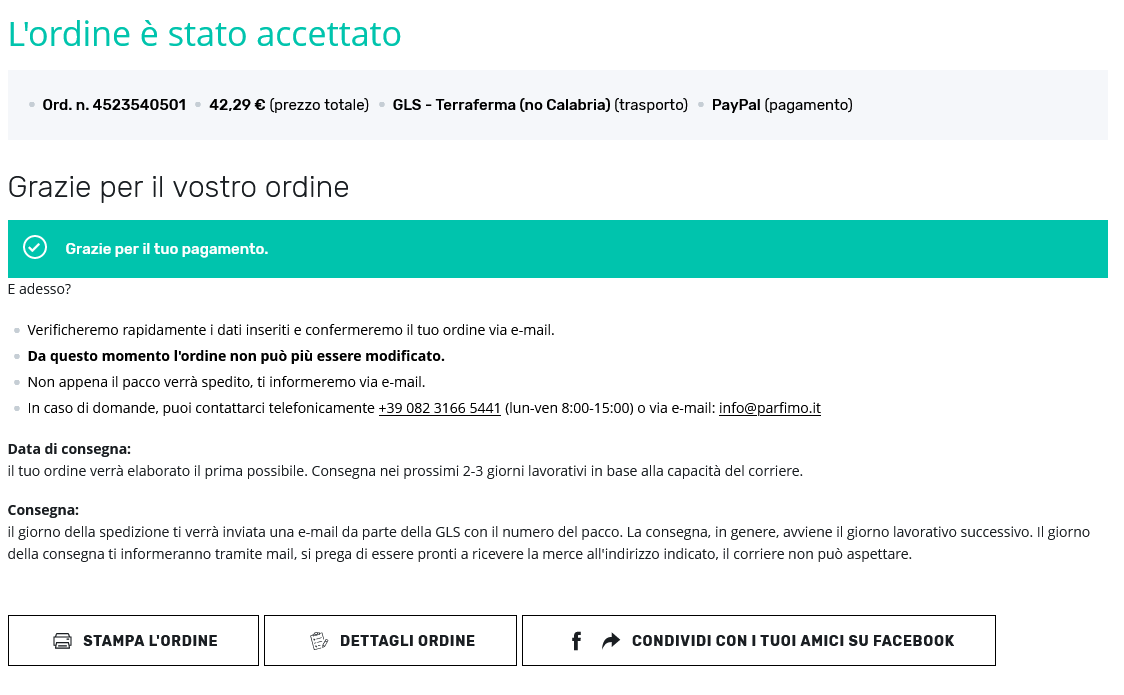 L'ordine è stato accettato
Ord. n. 4523540501 42,29 € (prezzo totale) GLS - Terraferma (no Calabria) (trasporto) PayPal (pagamento)
Grazie per il vostro ordine
Grazie per il tuo pagamento.
E adesso?
Verificheremo rapidamente i dati inseriti e confermeremo il tuo ordine via e-mail.
Da questo momento l'ordine non può più essere modificato.
Non appena il pacco verrà spedito, ti informeremo via e-mail.
In caso di domande, puoi contattarci telefonicamente +39 082 3166 5441 (lun-ven 8:00-15:00) o via e-mail: info@parfimo.it
Data di consegna:
il tuo ordine verrà elaborato il prima possibile. Consegna nei prossimi 2-3 giorni lavorativi in base alla capacità del corriere.
Consegna:
il giorno della spedizione ti verrà inviata una e-mail da parte della GLS con il numero del pacco. La consegna, in genere, avviene il giorno lavorativo successivo. Il giorno
della consegna ti informeranno tramite mail, si prega di essere pronti a ricevere la merce all'indirizzo indicato, il corriere non può aspettare.
STAMPA L'ORDINE DETTAGLI ORDINE CONDIVIDI CON I TUOI AMICI SU FACEBOOK